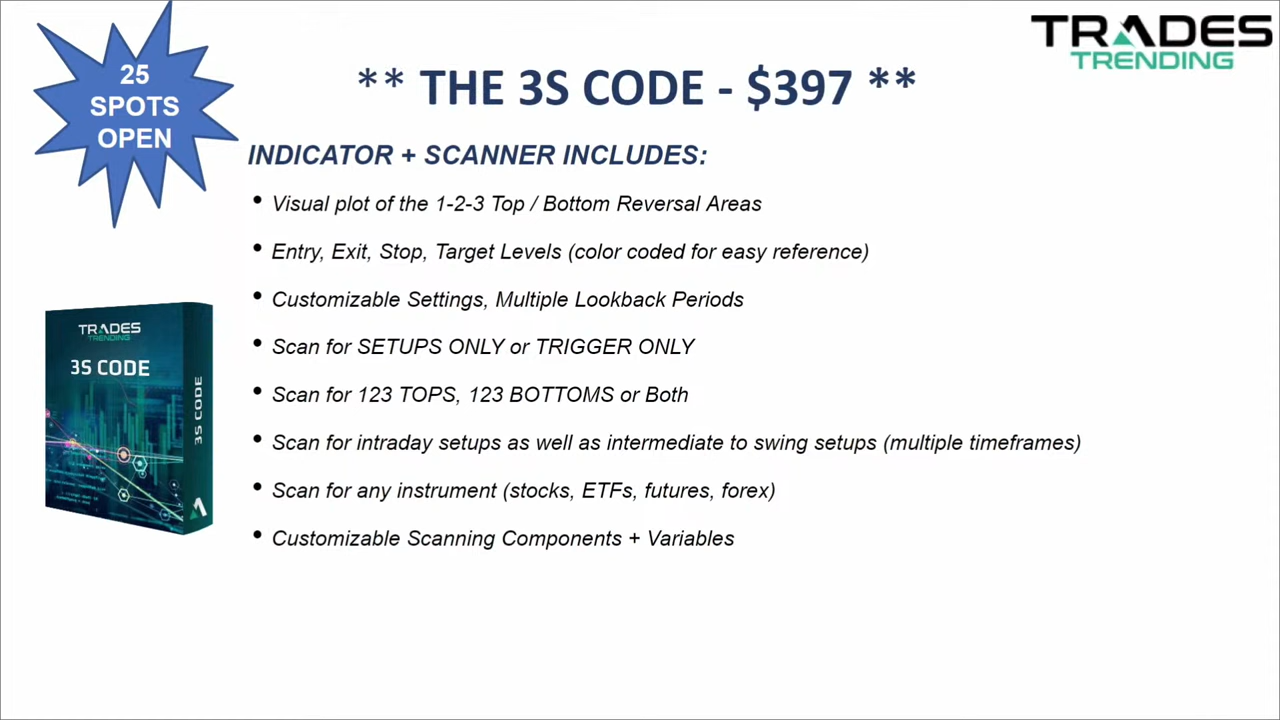 25
SPOTS
OPEN
TRADES
TRENDING
** THE 3S CODE - $397 **
INDICATOR + SCANNER INCLUDES:
• Visual plot of the 1-2-3 Top / Bottom Reversal Areas
• Entry, Exit, Stop, Target Levels (color coded for easy reference)
• Customizable Settings, Multiple Lookback Periods
• Scan for SETUPS ONLY or TRIGGER ONLY
• Scan for 123 TOPS, 123 BOTTOMS or Both
• Scan for intraday setups as well as intermediate to swing setups (multiple timeframes)
• Scan for any instrument (stocks, ETFs, futures, forex)
• Customizable Scanning Components + Variables
TRADES
TRENDING
3S CODE
3S CODE